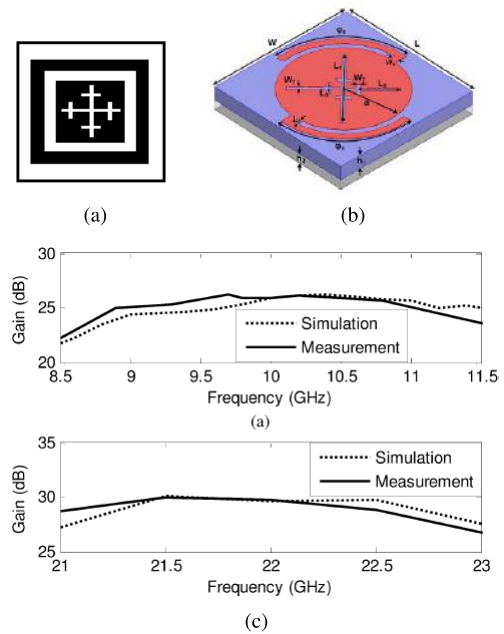 (a)
(b)
W
L
a
30
25
20
Gain (dB)
Simulation
Measurement
8.5 9 9.5 10 10.5 11 11.5
Frequency (GHz)
(a)
35
30
25
Gain (dB)
Simulation
Measurement
21 21.5 22 22.5 23
Frequency (GHz)
(c)